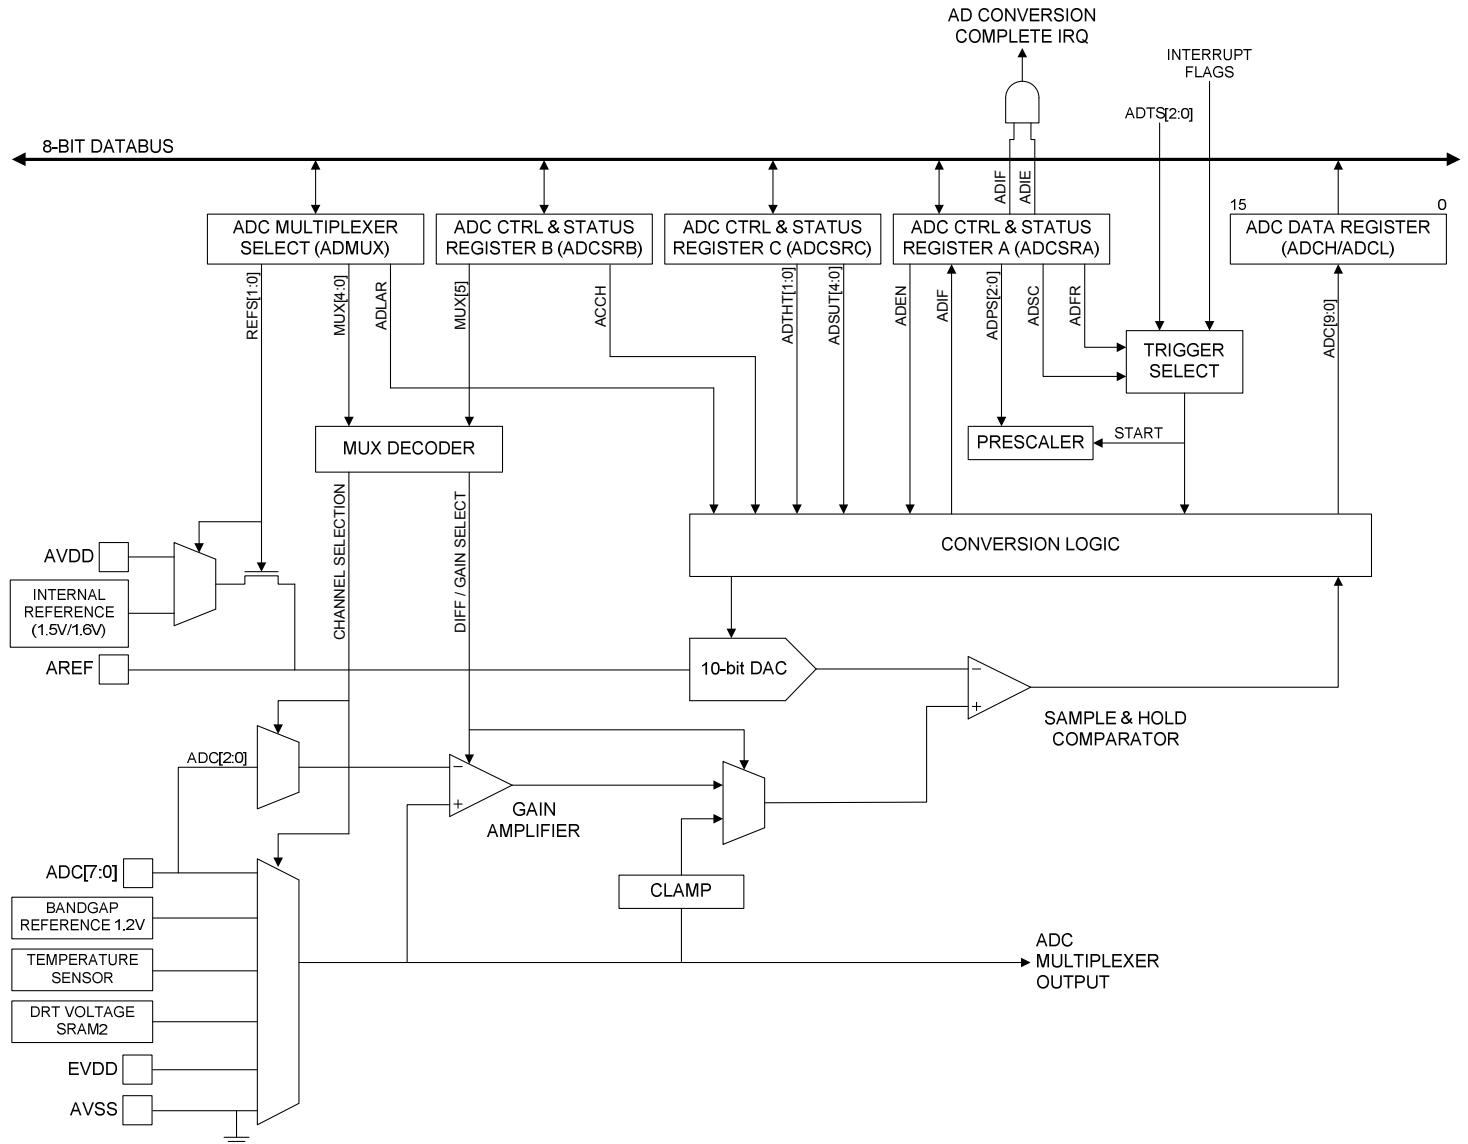 AD CONVERSION
COMPLETE IRQ
INTERRUPT
FLAGS
ADTS[2:0]
8-BIT DATABUS
ADIF
ADIE
15
0
ADC MULTIPLEXER
SELECT (ADMUX)
ADC CTRL & STATUS
REGISTER B (ADCSRB)
ADC CTRL & STATUS
REGISTER C (ADCSRC)
ADC CTRL & STATUS
REGISTER A (ADCSRA)
ADC DATA REGISTER
(ADCH/ADCL)
REFS[1:0]
MUX[4:0]
ADLAR
MUX[5]
ACCH
ADTHT[1:0]
ADSUT[4:0]
ADEN
ADIF
ADPS[2:0]
ADSC
ADFR
ADC[9:0]
TRIGGER
SELECT
MUX DECODER
PRESCALER
START
CHANNEL SELECTION
DIFF / GAIN SELECT
CONVERSION LOGIC
AVDD
INTERNAL
REFERENCE
(1.5V/1.6V)
AREF
10-bit DAC
−
+
SAMPLE & HOLD
COMPARATOR
ADC[2:0]
−
+
GAIN
AMPLIFIER
ADC[7:0]
CLAMP
BANDGAP
REFERENCE 1.2V
ADC
MULTIPLEXER
OUTPUT
TEMPERATURE
SENSOR
DRT VOLTAGE
SRAM2
EVDD
AVSS